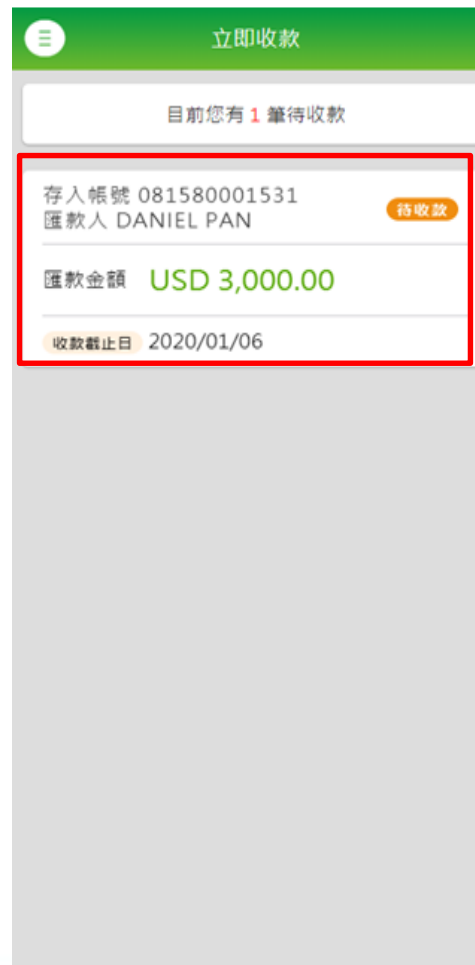 立即收款
目前您有 1 筆待收款
存入帳號 081580001531
匯款人 DANIEL PAN
待收款
匯款金額 USD 3,000.00
收款截止日 2020/01/06